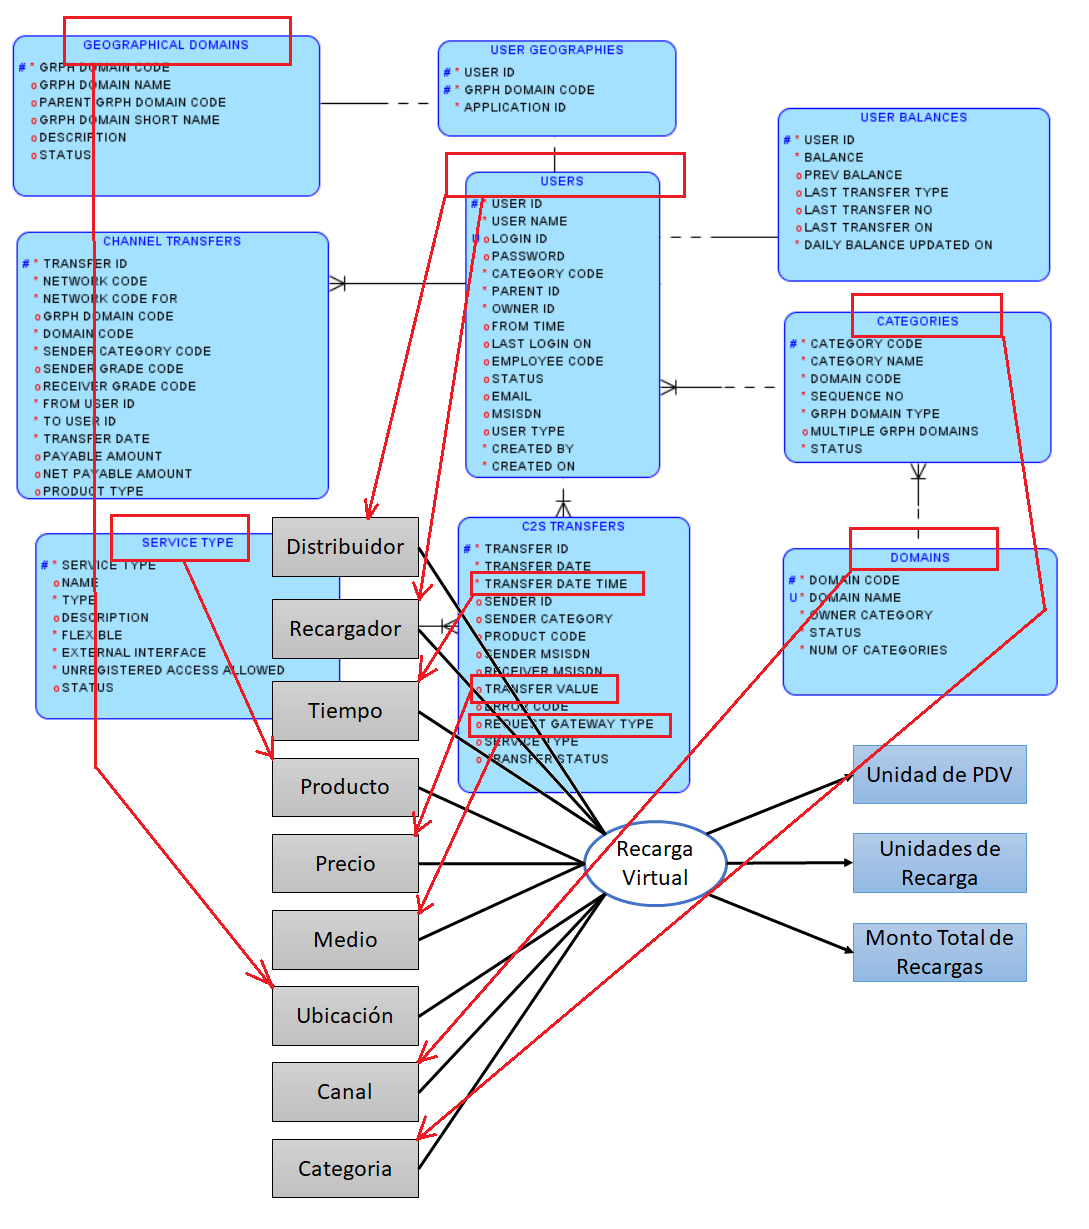 GEOGRAPHICAL DOMAINS
# * GRPH DOMAIN CODE
o GRPH DOMAIN NAME
o PARENT GRPH DOMAIN CODE
o GRPH DOMAIN SHORT NAME
o DESCRIPTION
o STATUS
USER GEOGRAPHIES
# * USER ID
# * GRPH DOMAIN CODE
* APPLICATION ID
USER BALANCES
# * USER ID
* BALANCE
o PREV BALANCE
o LAST TRANSFER TYPE
o LAST TRANSFER NO
o LAST TRANSFER ON
* DAILY BALANCE UPDATED ON
USERS
# * USER ID
* USER NAME
U o LOGIN ID
o PASSWORD
* CATEGORY CODE
* PARENT ID
* OWNER ID
o FROM TIME
o LAST LOGIN ON
o EMPLOYEE CODE
o STATUS
o EMAIL
o MSISDN
o USER TYPE
* CREATED BY
* CREATED ON
CHANNEL TRANSFERS
# * TRANSFER ID
* NETWORK CODE
* NETWORK CODE FOR
o GRPH DOMAIN CODE
* DOMAIN CODE
* SENDER CATEGORY CODE
o SENDER GRADE CODE
o RECEIVER GRADE CODE
* FROM USER ID
* TO USER ID
* TRANSFER DATE
o PAYABLE AMOUNT
o NET PAYABLE AMOUNT
o PRODUCT TYPE
CATEGORIES
# * CATEGORY CODE
* CATEGORY NAME
* DOMAIN CODE
* SEQUENCE NO
* GRPH DOMAIN TYPE
o MULTIPLE GRPH DOMAINS
* STATUS
SERVICE TYPE
# * SERVICE TYPE
o NAME
* TYPE
o DESCRIPTION
* FLEXIBLE
* EXTERNAL INTERFACE
* UNREGISTERED ACCESS ALLOWED
o STATUS
C2S TRANSFERS
# * TRANSFER ID
* TRANSFER DATE
* TRANSFER DATE TIME
o SENDER ID
o SENDER CATEGORY
o PRODUCT CODE
o SENDER MSISDN
o RECEIVER MSISDN
o TRANSFER VALUE
o ERROR CODE
o REQUEST GATEWAY TYPE
o SERVICE TYPE
o TRANSFER STATUS
DOMAINS
# * DOMAIN CODE
U * DOMAIN NAME
* OWNER CATEGORY
* STATUS
* NUM OF CATEGORIES
Distribuidor
Recargador
Tiempo
Producto
Precio
Medio
Ubicación
Canal
Categoria
Recarga
Virtual
Unidad de PDV
Unidades de
Recarga
Monto Total de
Recargas